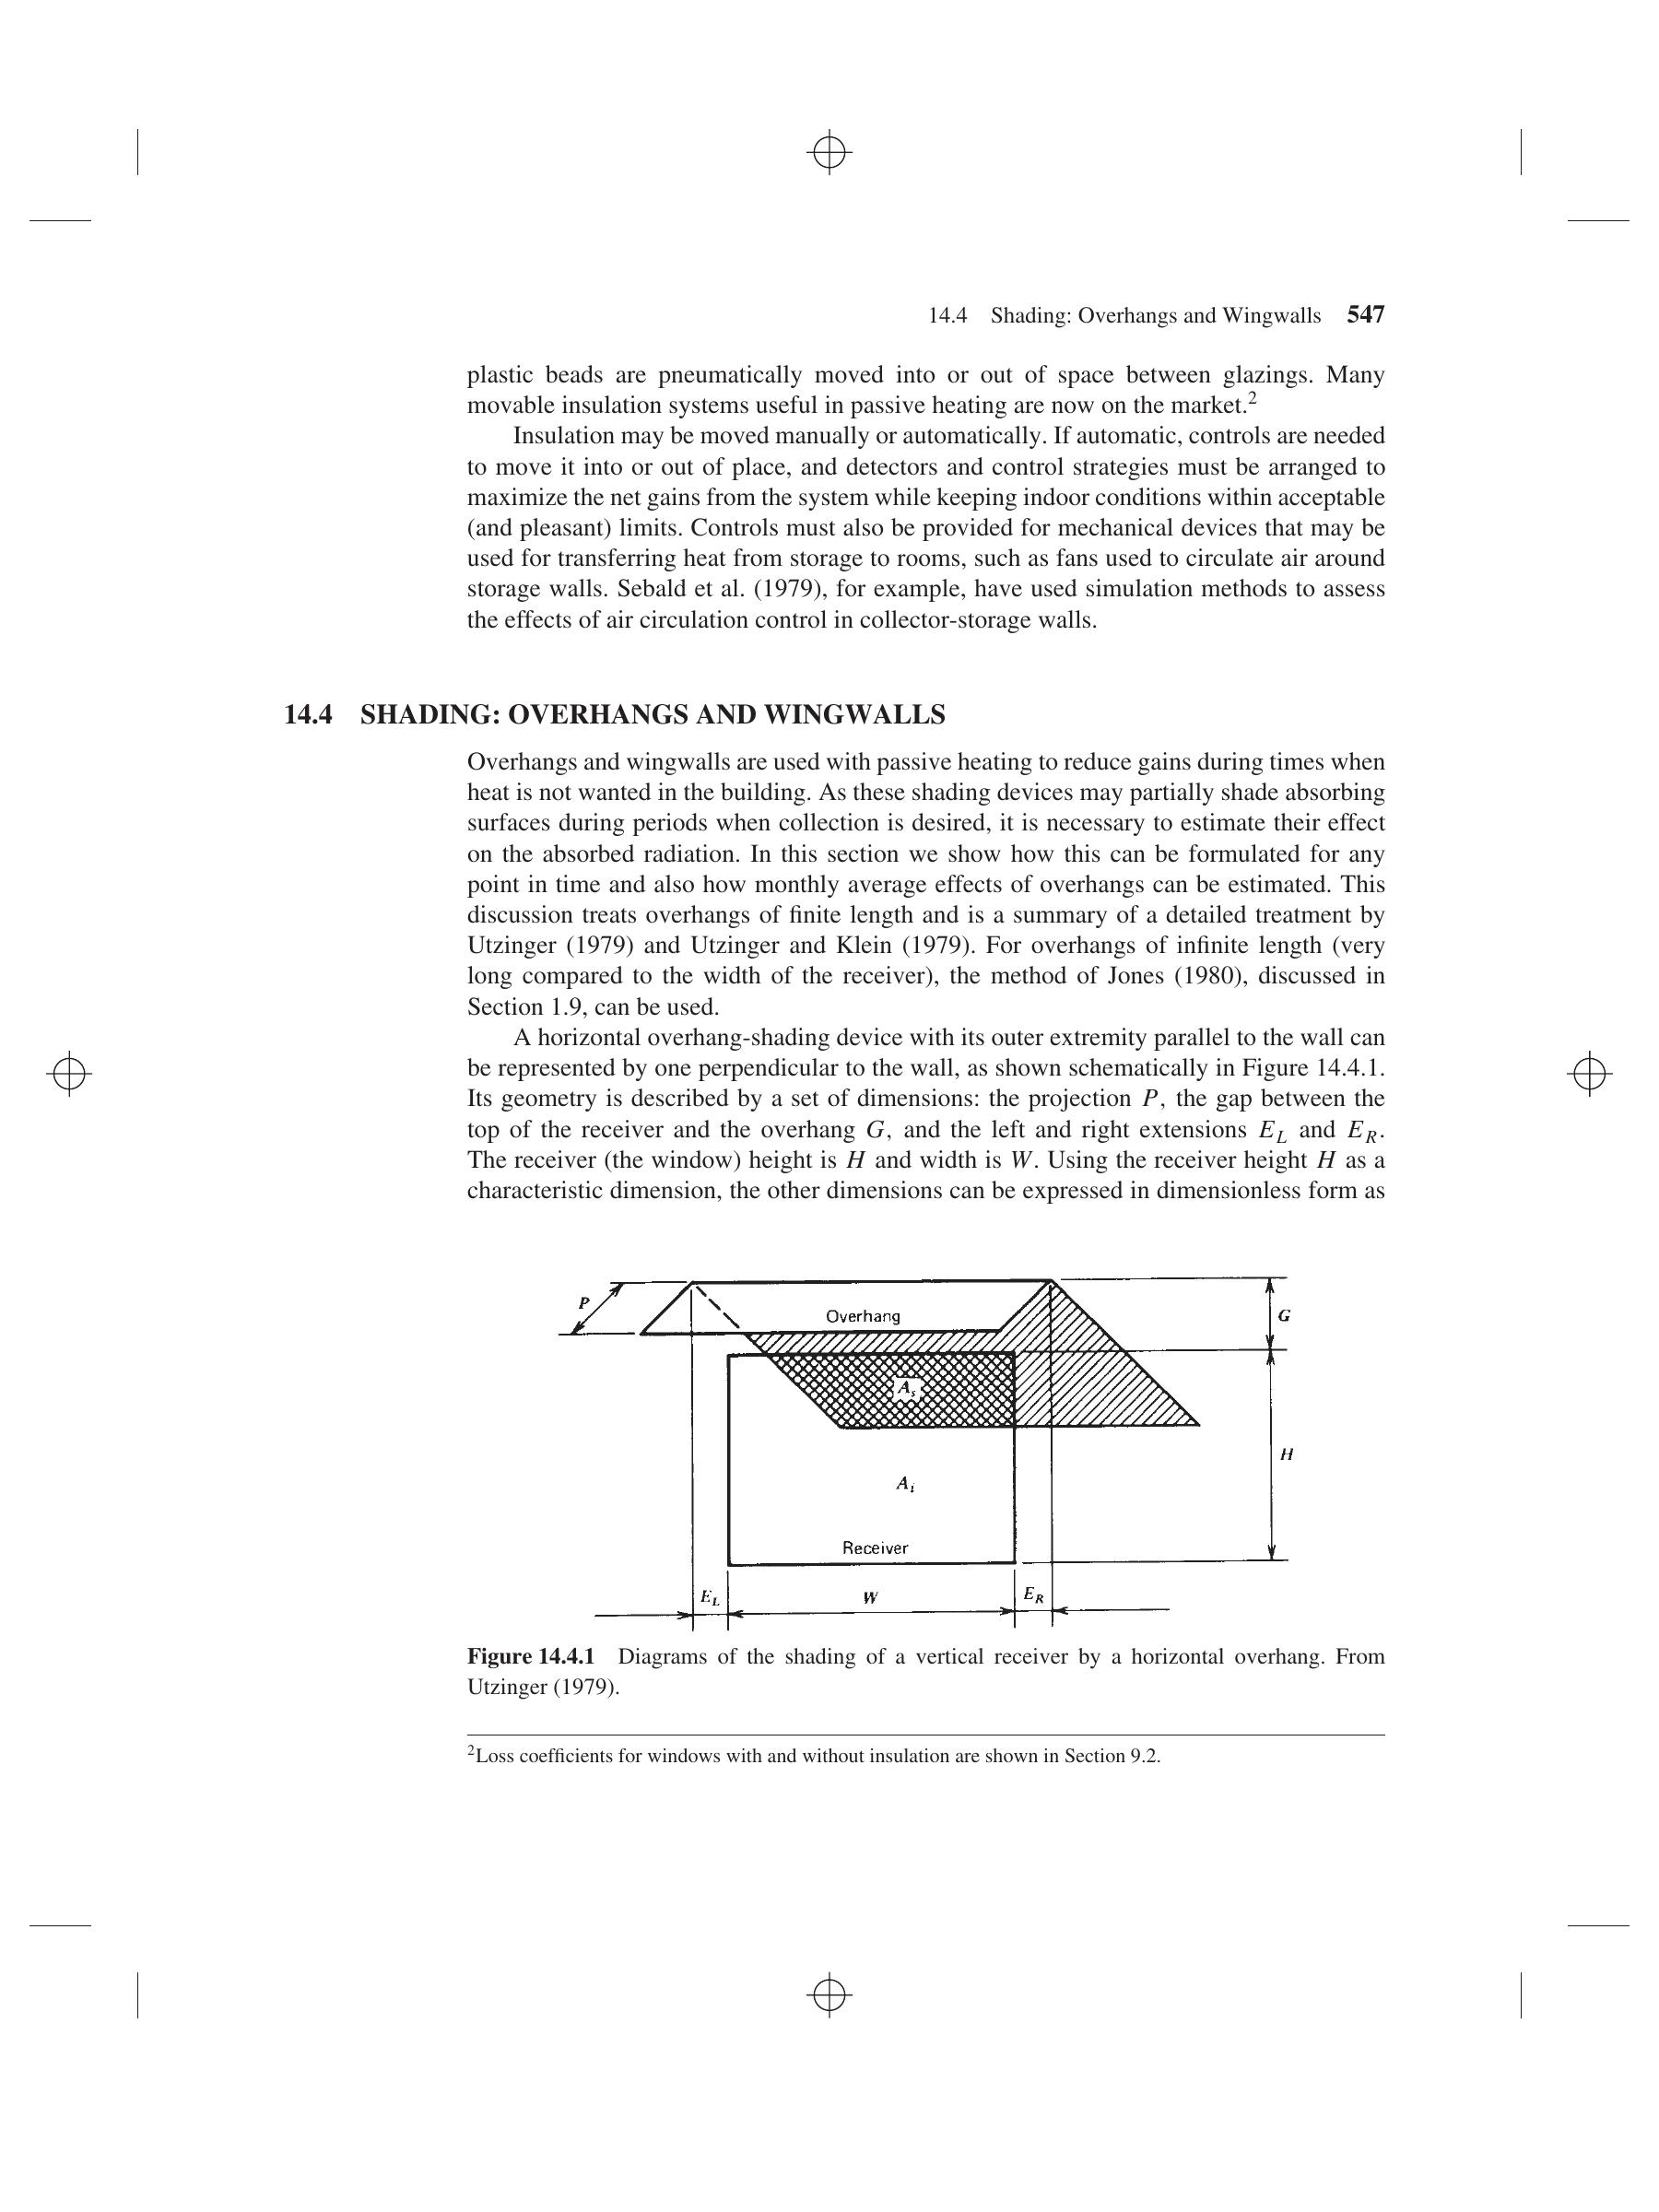 14.4 Shading: Overhangs and Wingwalls 547
plastic beads are pneumatically moved into or out of space between glazings. Many
movable insulation systems useful in passive heating are now on the market.2
Insulation may be moved manually or automatically. If automatic, controls are needed
to move it into or out of place, and detectors and control strategies must be arranged to
maximize the net gains from the system while keeping indoor conditions within acceptable
(and pleasant) limits. Controls must also be provided for mechanical devices that may be
used for transferring heat from storage to rooms, such as fans used to circulate air around
storage walls. Sebald et al. (1979), for example, have used simulation methods to assess
the effects of air circulation control in collector-storage walls.
14.4 SHADING: OVERHANGS AND WINGWALLS
Overhangs and wingwalls are used with passive heating to reduce gains during times when
heat is not wanted in the building. As these shading devices may partially shade absorbing
surfaces during periods when collection is desired, it is necessary to estimate their effect
on the absorbed radiation. In this section we show how this can be formulated for any
point in time and also how monthly average effects of overhangs can be estimated. This
discussion treats overhangs of finite length and is a summary of a detailed treatment by
Utzinger (1979) and Utzinger and Klein (1979). For overhangs of infinite length (very
long compared to the width of the receiver), the method of Jones (1980), discussed in
Section 1.9, can be used.
A horizontal overhang-shading device with its outer extremity parallel to the wall can
be represented by one perpendicular to the wall, as shown schematically in Figure 14.4.1.
Its geometry is described by a set of dimensions: the projection P, the gap between the
top of the receiver and the overhang G, and the left and right extensions EL and ER.
The receiver (the window) height is H and width is W. Using the receiver height H as a
characteristic dimension, the other dimensions can be expressed in dimensionless form as
P
Overhang
G
As
H
Ai
Receiver
EL
W
ER
Figure 14.4.1 Diagrams of the shading of a vertical receiver by a horizontal overhang. From
Utzinger (1979).
2Loss coefficients for windows with and without insulation are shown in Section 9.2.